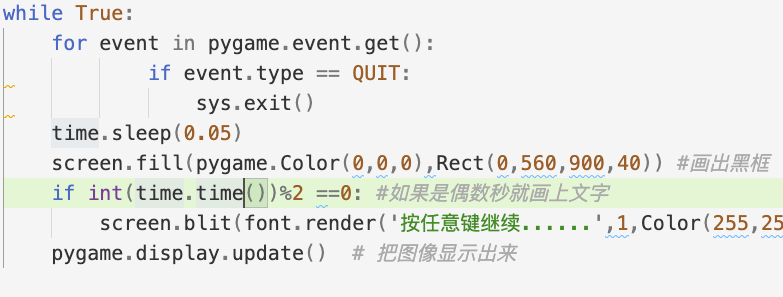 while True:
    for event in pygame.event.get():
            if event.type == QUIT:
                sys.exit()
    time.sleep(0.05)
    screen.fill(pygame.Color(0,0,0),Rect(0,560,900,40)) #画出黑框
    if int(time.time())%2 ==0: #如果是偶数秒就画上文字
        screen.blit(font.render('按任意键继续......',1,Color(255,25
    pygame.display.update()  # 把图像显示出来